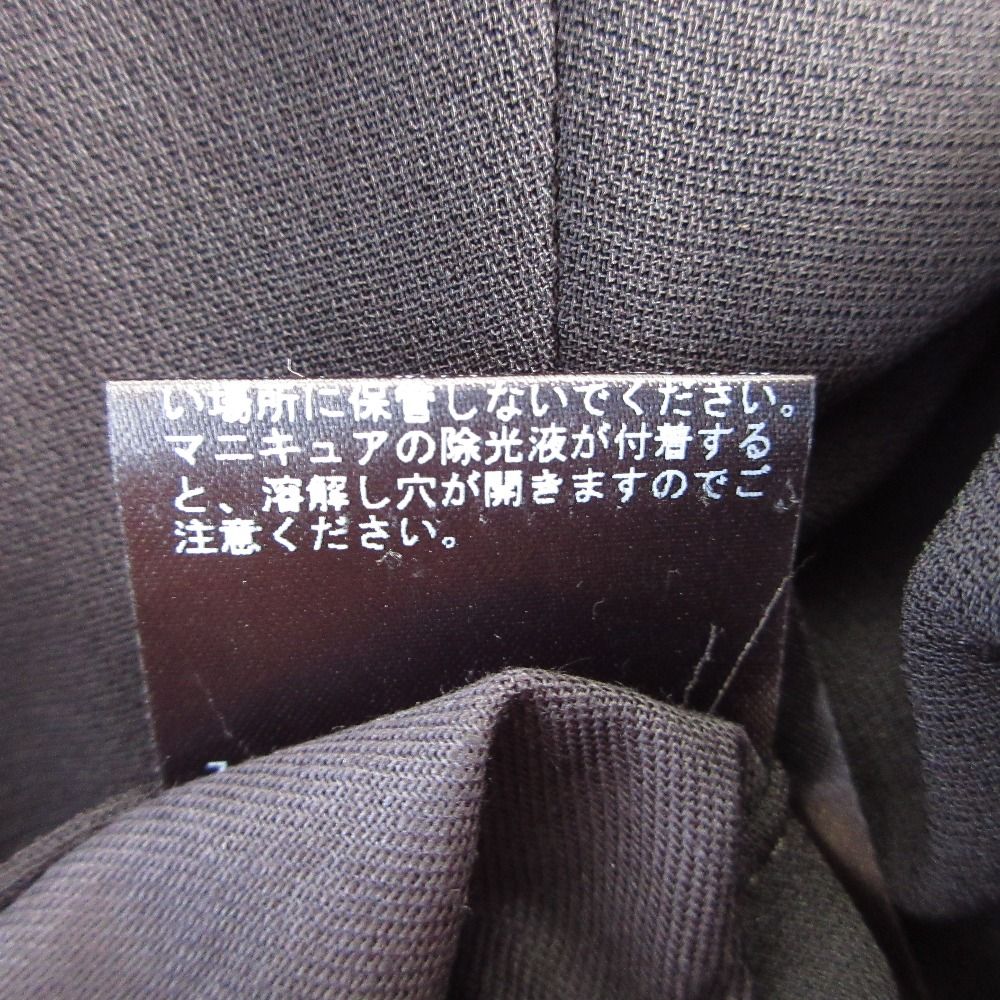 い場所に保管しないでください。
マニキュアの除光液が付着する
と、溶解し穴が開きますのでご
注意ください。